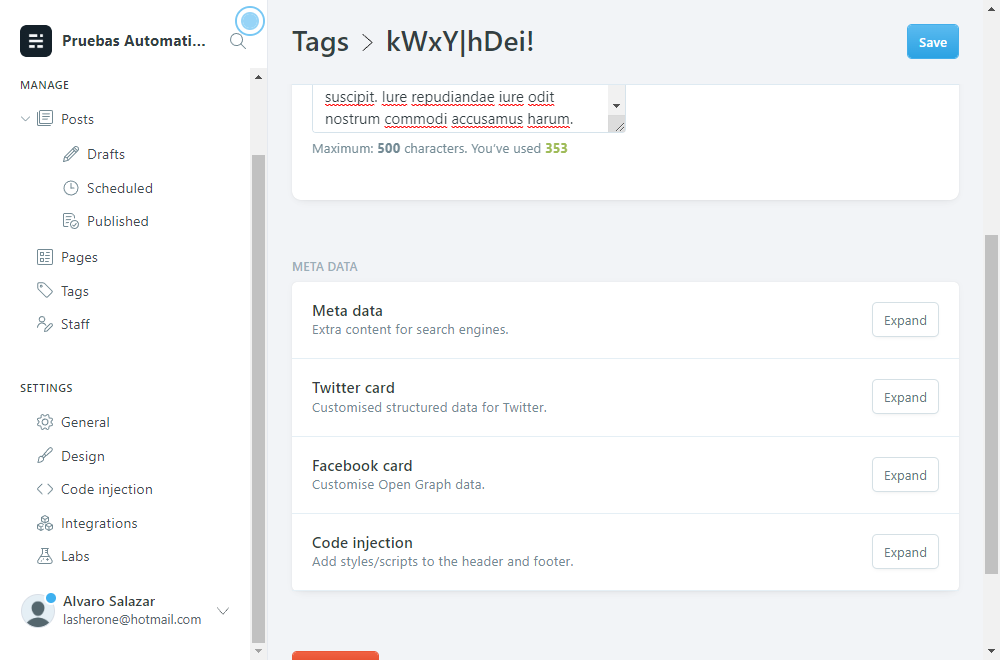 Pruebas Automati...
MANAGE
Posts
Drafts
Scheduled
Published
Pages
Tags
Staff
SETTINGS
General
Design
Code injection
Integrations
Labs
Alvaro Salazar
lasherone@hotmail.com
Tags > kWxY|hDei!
Save
suscipit. Iure repudiandae iure odit
nostrum commodi accusamus harum.
Maximum: 500 characters. You've used 353
META DATA
Meta data
Extra content for search engines.
Expand
Twitter card
Customised structured data for Twitter.
Expand
Facebook card
Customise Open Graph data.
Expand
Code injection
Add styles/scripts to the header and footer.
Expand